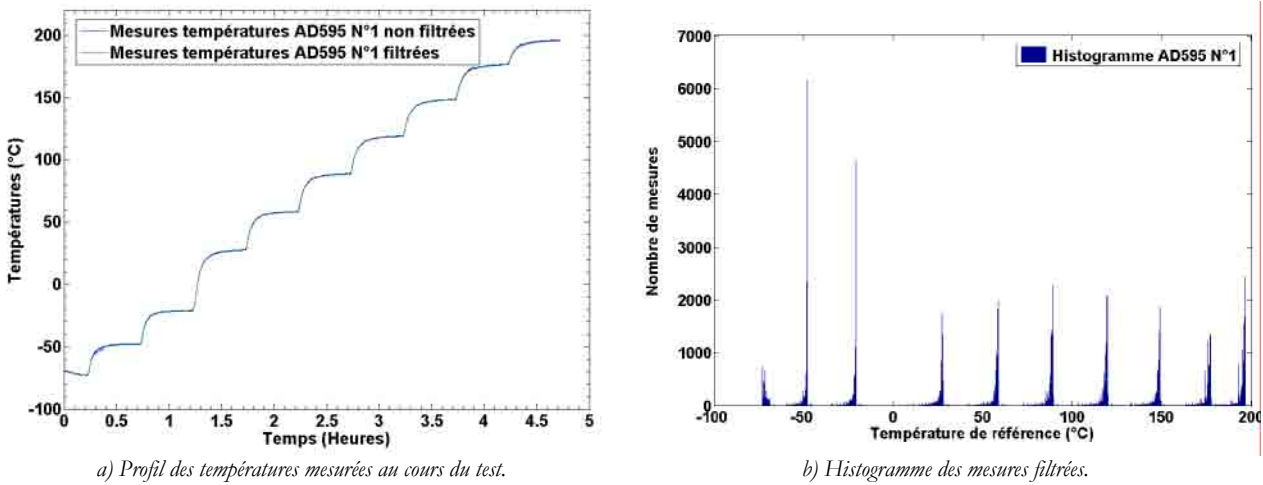 Mesures températures AD595 N°1 non filtrées
Mesures températures AD595 N°1 filtrées
200
150
100
50
0
-50
-100
Températures (°C)
0 0.5 1 1.5 2 2.5 3 3.5 4 4.5 5
Temps (Heures)
a) Profil des températures mesurées au cours du test.
Histogramme AD595 N°1
7000
6000
5000
4000
3000
2000
1000
0
Nombre de mesures
-100 -50 0 50 100 150 200
Température de référence (°C)
b) Histogramme des mesures filtrées.